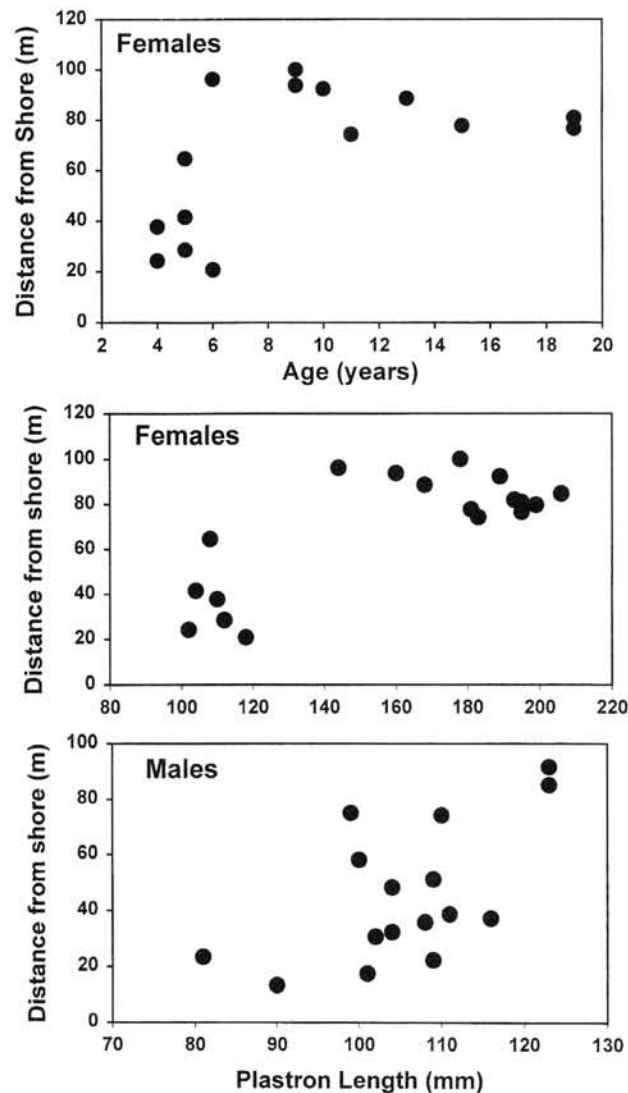 Females
Distance from Shore (m)
120
100
80
60
40
20
0
2 4 6 8 10 12 14 16 18 20
Age (years)
Females
Distance from shore (m)
120
100
80
60
40
20
0
80 100 120 140 160 180 200 220
Males
Distance from shore (m)
100
80
60
40
20
0
70 80 90 100 110 120 130
Plastron Length (mm)